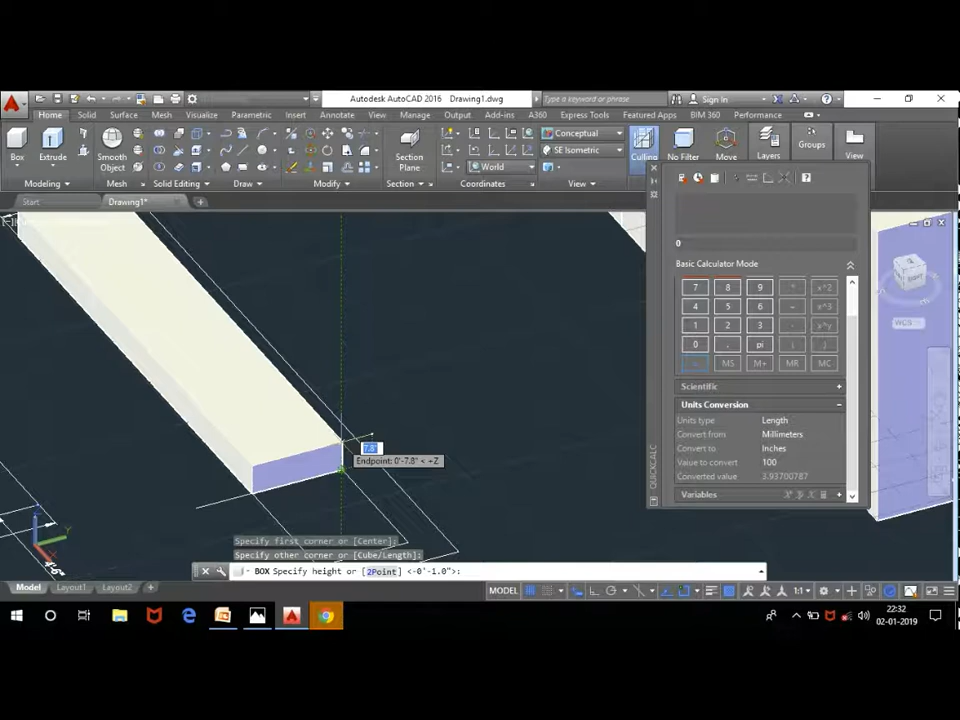 Autodesk AutoCAD 2016 Drawing1.dwg
Type a keyword or phrase
Sign In
Home Solid Surface Mesh Visualize Parametric Insert Annotate View Manage Output Add-ins A360 Express Tools Featured Apps BIM 360 Performance
Box Extrude Smooth Object Section Plane Conceptual SE Isometric World Culling No Filter Move Layers Groups View
Modeling Mesh Solid Editing Draw Modify Section Coordinates View
Start Drawing1*
0
Basic Calculator Mode
7 8 9 x^2
4 5 6 x^3
1 2 3 x^y
0 . pi
MS M+ MR MC
Scientific +
Units Conversion -
Units type Length
Convert from Millimeters
Convert to Inches
Value to convert 100
Converted value 3.93700787
Variables
QUICKCALC
WCS
7.8"
Endpoint: 0'-7.8" < +Z
Specify first corner or [Center]:
Specify other corner or [Cube/Length]:
BOX Specify height or [2Point] <-0'-1.0">:
Model Layout1 Layout2 +
MODEL 1:1
22:32
02-01-2019